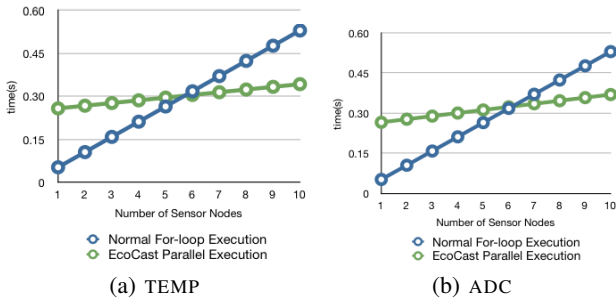 0.60
0.45
0.30
0.15
0
time(s)
1 2 3 4 5 6 7 8 9 10
Number of Sensor Nodes
Normal For-loop Execution
EcoCast Parallel Execution
(a) TEMP
0.60
0.45
0.30
0.15
0
time(s)
1 2 3 4 5 6 7 8 9 10
Number of Sensor Nodes
Normal For-loop Execution
EcoCast Parallel Execution
(b) ADC